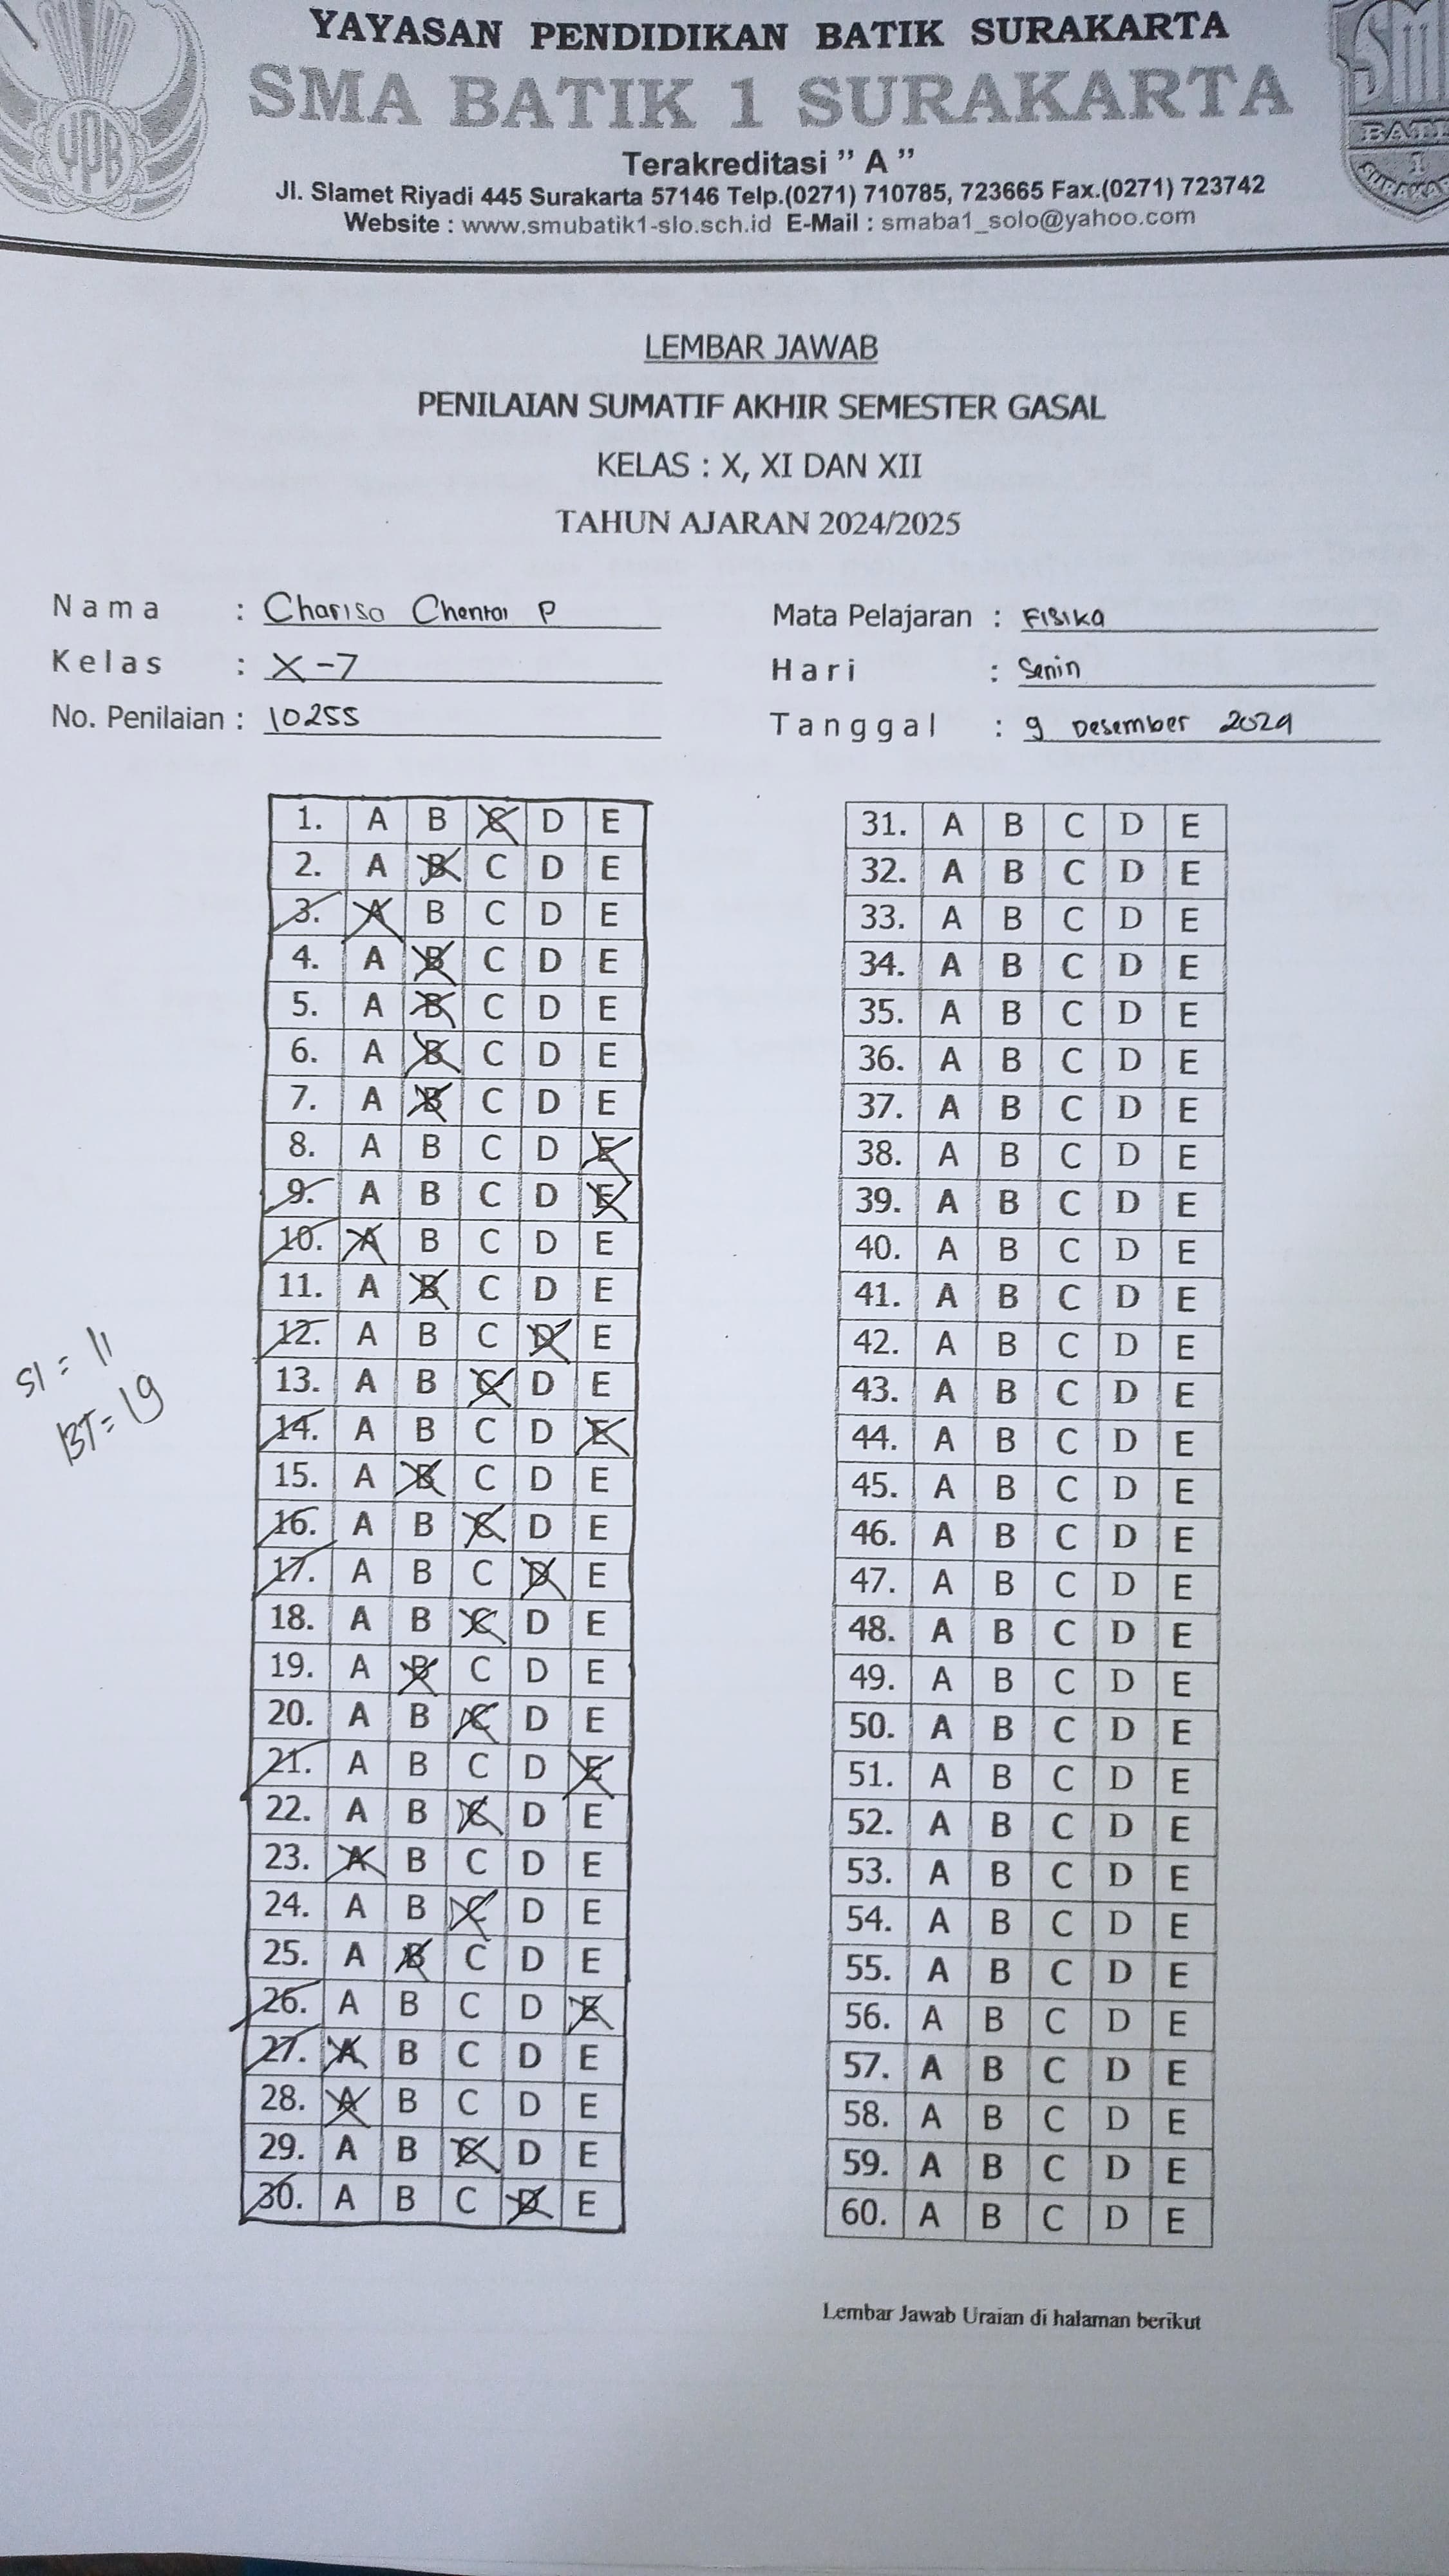 YAYASAN PENDIDIKAN BATIK SURAKARTA
SMA BATIK 1 SURAKARTA
Terakreditasi ” A ”
Jl. Slamet Riyadi 445 Surakarta 57146 Telp.(0271) 710785, 723665 Fax.(0271) 723742
Website : www.smubatik1-slo.sch.id E-Mail : smaba1_solo@yahoo.com
YPB
SM
BATI
1
LEMBAR JAWAB
PENILAIAN SUMATIF AKHIR SEMESTER GASAL
KELAS : X, XI DAN XII
TAHUN AJARAN 2024/2025
Nama : Charisa Chental P
Kelas : X-7
No. Penilaian : 10255
Mata Pelajaran : Fisika
Hari : Senin
Tanggal : 9 Desember 2024
1. A B C D E
2. A B C D E
3. A B C D E
4. A B C D E
5. A B C D E
6. A B C D E
7. A B C D E
8. A B C D E
9. A B C D E
10. A B C D E
11. A B C D E
12. A B C D E
13. A B C D E
14. A B C D E
15. A B C D E
16. A B C D E
17. A B C D E
18. A B C D E
19. A B C D E
20. A B C D E
21. A B C D E
22. A B C D E
23. A B C D E
24. A B C D E
25. A B C D E
26. A B C D E
27. A B C D E
28. A B C D E
29. A B C D E
30. A B C D E
SI = 11
BT = 19
31. A B C D E
32. A B C D E
33. A B C D E
34. A B C D E
35. A B C D E
36. A B C D E
37. A B C D E
38. A B C D E
39. A B C D E
40. A B C D E
41. A B C D E
42. A B C D E
43. A B C D E
44. A B C D E
45. A B C D E
46. A B C D E
47. A B C D E
48. A B C D E
49. A B C D E
50. A B C D E
51. A B C D E
52. A B C D E
53. A B C D E
54. A B C D E
55. A B C D E
56. A B C D E
57. A B C D E
58. A B C D E
59. A B C D E
60. A B C D E
Lembar Jawab Uraian di halaman berikut